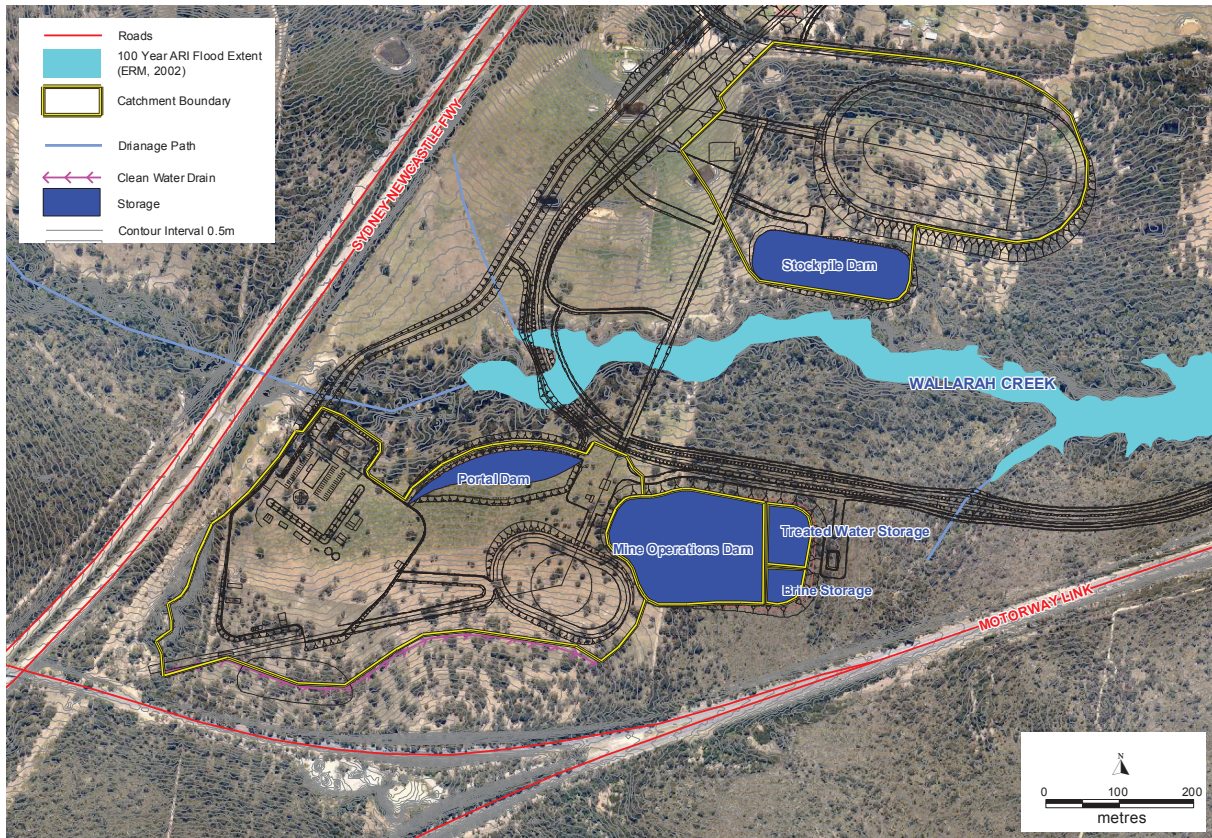 Roads
100 Year ARI Flood Extent
(ERM, 2002)
Catchment Boundary
Drianage Path
Clean Water Drain
Storage
Contour Interval 0.5m
SYDNEY NEWCASTLE FWY
Stockpile Dam
WALLARAH CREEK
Portal Dam
Treated Water Storage
Mine Operations Dam
Brine Storage
MOTORWAY LINK
N
0 100 200
metres